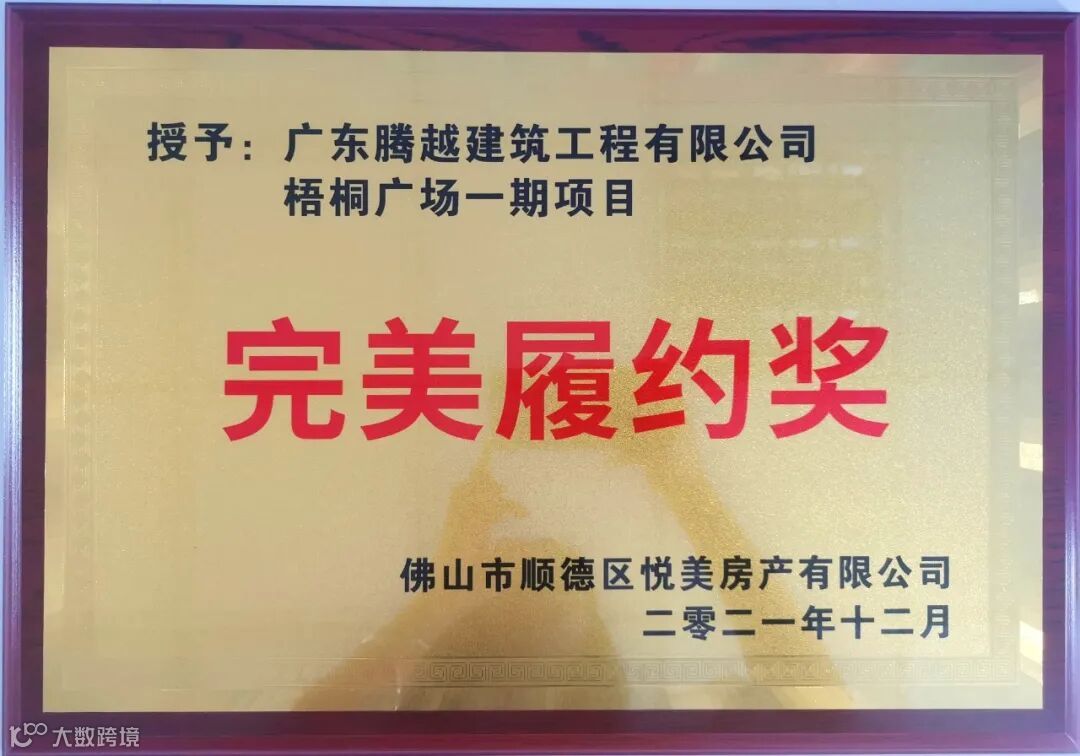 授予：广东腾越建筑工程有限公司
梧桐广场一期项目
完美履约奖
佛山市顺德区悦美房产有限公司
二零二一年十二月
大数跨境